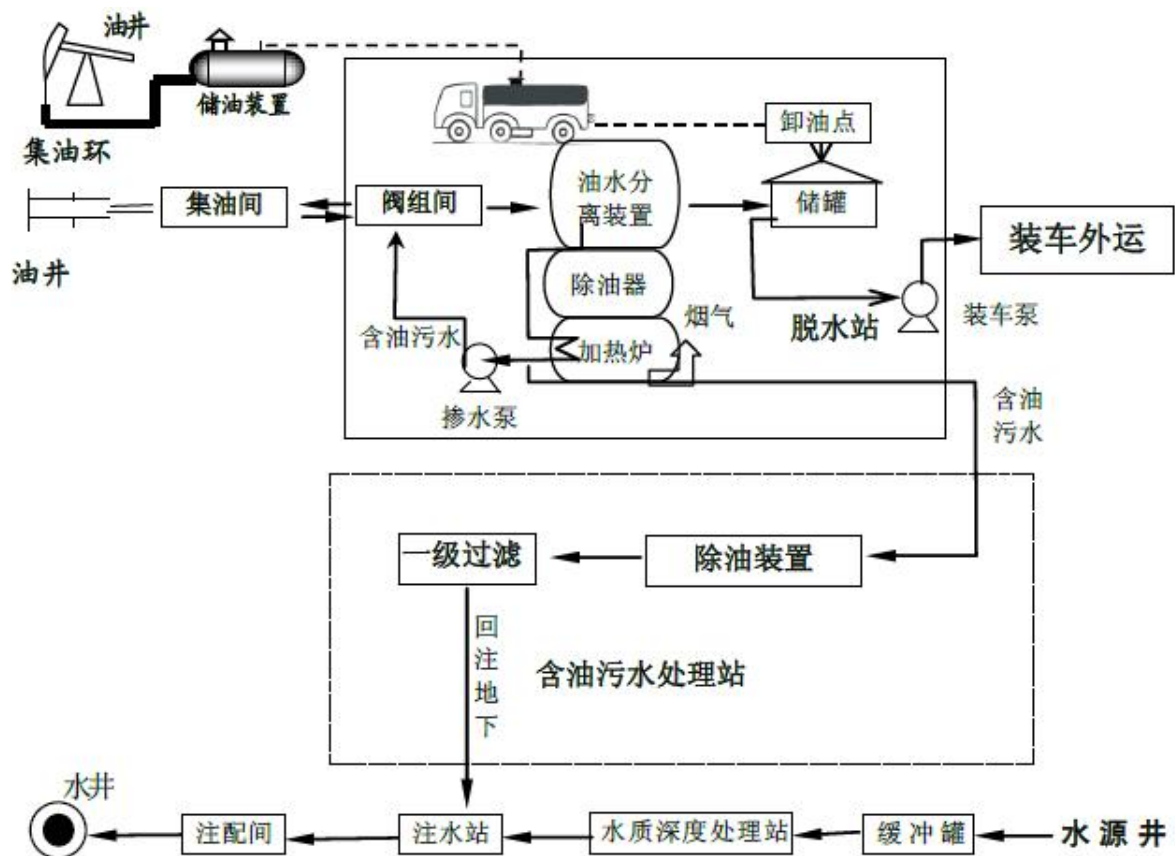 油井
储油装置
集油环
卸油点
油水分
离装置
储罐
集油间
阀组间
油井
装车外运
除油器
烟气
脱水站
装车泵
含油污水
加热炉
掺水泵
含油
污水
一级过滤
除油装置
回
注
地
下
含油污水处理站
水井
注配间
注水站
水质深度处理站
缓冲罐
水源井